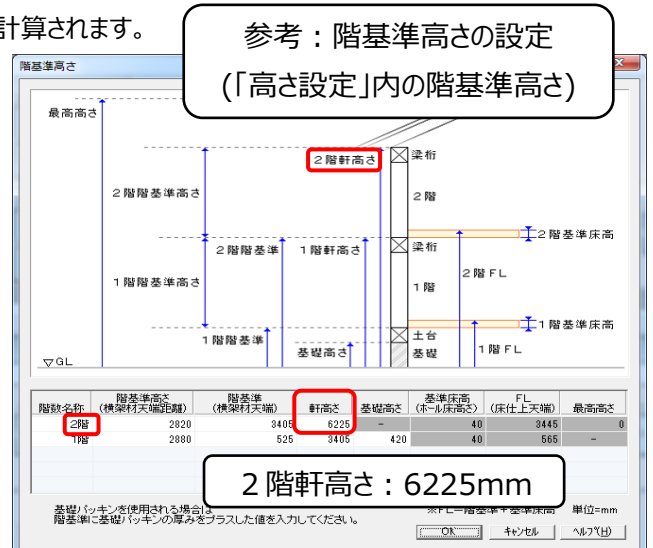 計算されます。
参考：階基準高さの設定
(「高さ設定」内の階基準高さ)
階基準高さ
最高高さ
2階軒高さ
梁桁
2階階基準高さ
2階
2階基準床高
2階階基準
1階軒高さ
梁桁
2階FL
1階階基準高さ
1階
1階基準床高
1階階基準
土台
基礎高さ
基礎
1階FL
▽GL
階数名称 階基準高さ(横架材天端距離) 階基準(横架材天端) 軒高さ 基礎高さ 基準床高(ホール床高さ) FL(床仕上天端) 最高高さ
2階 2820 3405 6225 - 40 3445 0
1階 2880 525 3405 420 40 565 -
２階軒高さ：6225mm
基礎パッキンを使用される場合は
階基準に基礎パッキンの厚みをプラスした値を入力してください。
※FL=階基準+基準床高 単位=mm
OK キャンセル ヘルプ(H)